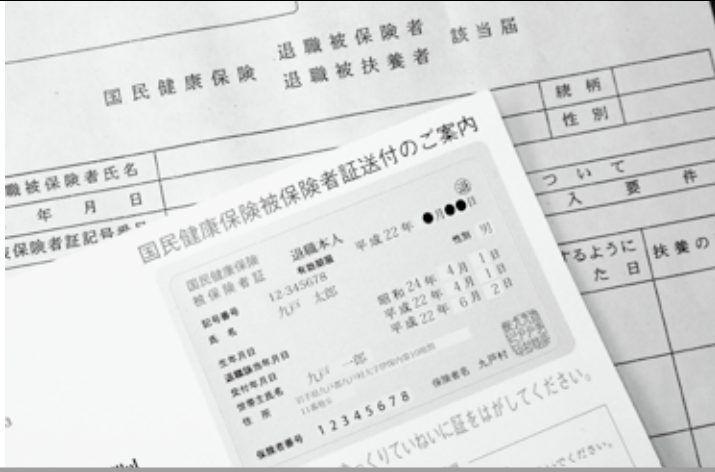 退職被保険者
国民健康保険 該当届
退職被扶養者
続柄
性別
職被保険者氏名
年 月 日
保険者証記号番号
ついて
入要件
するように
た日
扶養の
国民健康保険被保険者証送付のご案内
国民健康保険
被保険者証
退職本人
有効期限
平成22年 ●月●●日
記号番号 12·345678
性別 男
氏名 九戸 太郎
生年月日 昭和24年 4月 1日
退職該当年月日 平成22年 4月 1日
交付年月日 平成22年 6月 2日
世帯主氏名 九戸 一郎
住所
保険者番号 12345678
保険者名 九戸村
くりていねいに証をはがしてください。
でください。